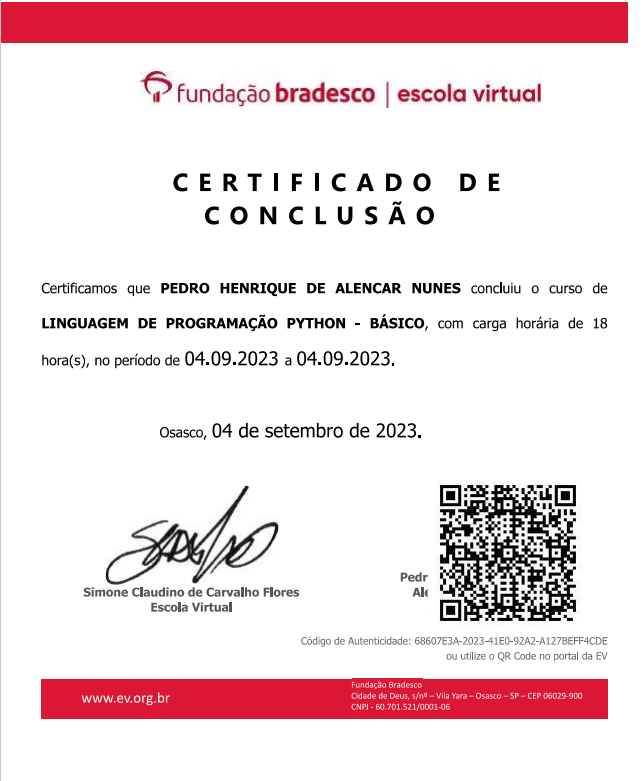 fundação bradesco | escola virtual
CERTIFICADO DE
CONCLUSÃO
Certificamos que PEDRO HENRIQUE DE ALENCAR NUNES concluiu o curso de
LINGUAGEM DE PROGRAMAÇÃO PYTHON - BÁSICO, com carga horária de 18
hora(s), no período de 04.09.2023 a 04.09.2023.
Osasco, 04 de setembro de 2023.
Simone Claudino de Carvalho Flores
Escola Virtual
Pedr
Ale
Código de Autenticidade: 68607E3A-2023-41E0-92A2-A127BEFF4CDE
ou utilize o QR Code no portal da EV
www.ev.org.br
Fundação Bradesco
Cidade de Deus, s/nº – Vila Yara – Osasco – SP – CEP 06029-900
CNPJ - 60.701.521/0001-06